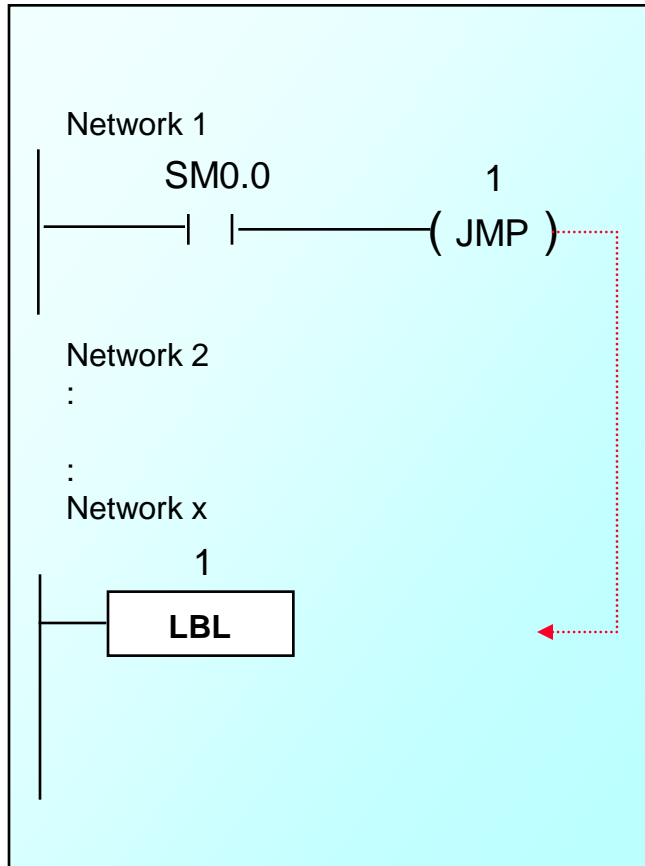 Network 1
SM0.0 1
( JMP )
Network 2
:
:
Network x
1
LBL